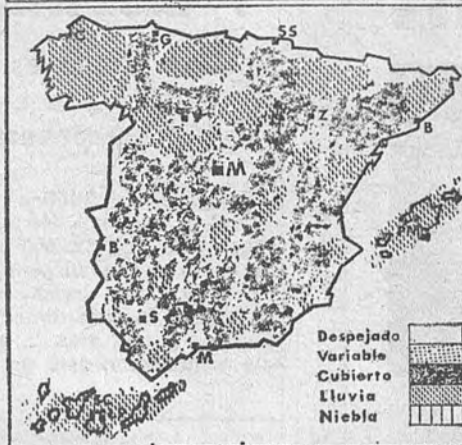 C
G
SS
V
Z
B
M
B
S
M
Despejado
Variable
Cubierto
Lluvia
Niebla